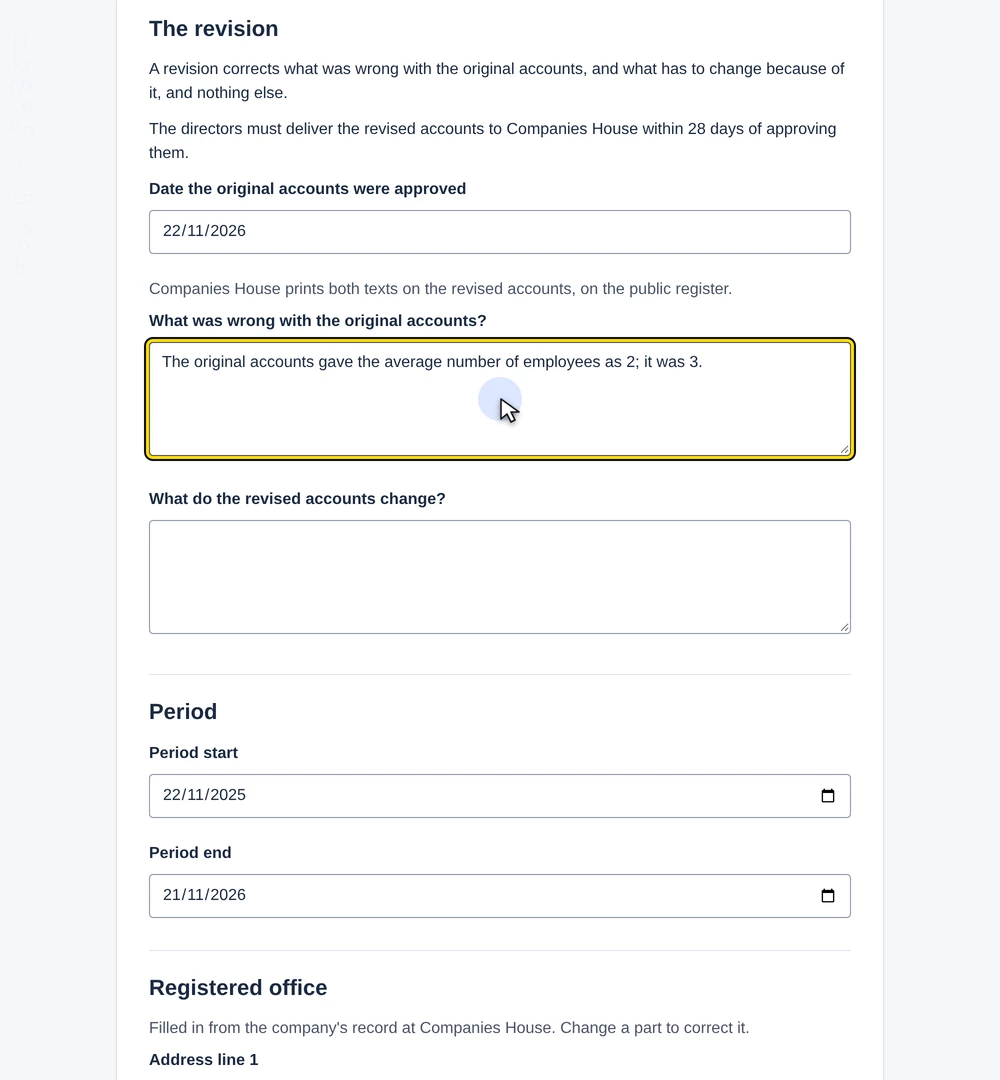 The revision
A revision corrects what was wrong with the original accounts, and what has to change because of
it, and nothing else.
The directors must deliver the revised accounts to Companies House within 28 days of approving
them.
Date the original accounts were approved
22/11/2026
Companies House prints both texts on the revised accounts, on the public register.
What was wrong with the original accounts?
The original accounts gave the average number of employees as 2; it was 3.
What do the revised accounts change?
Period
Period start
22/11/2025
Period end
21/11/2026
Registered office
Filled in from the company's record at Companies House. Change a part to correct it.
Address line 1